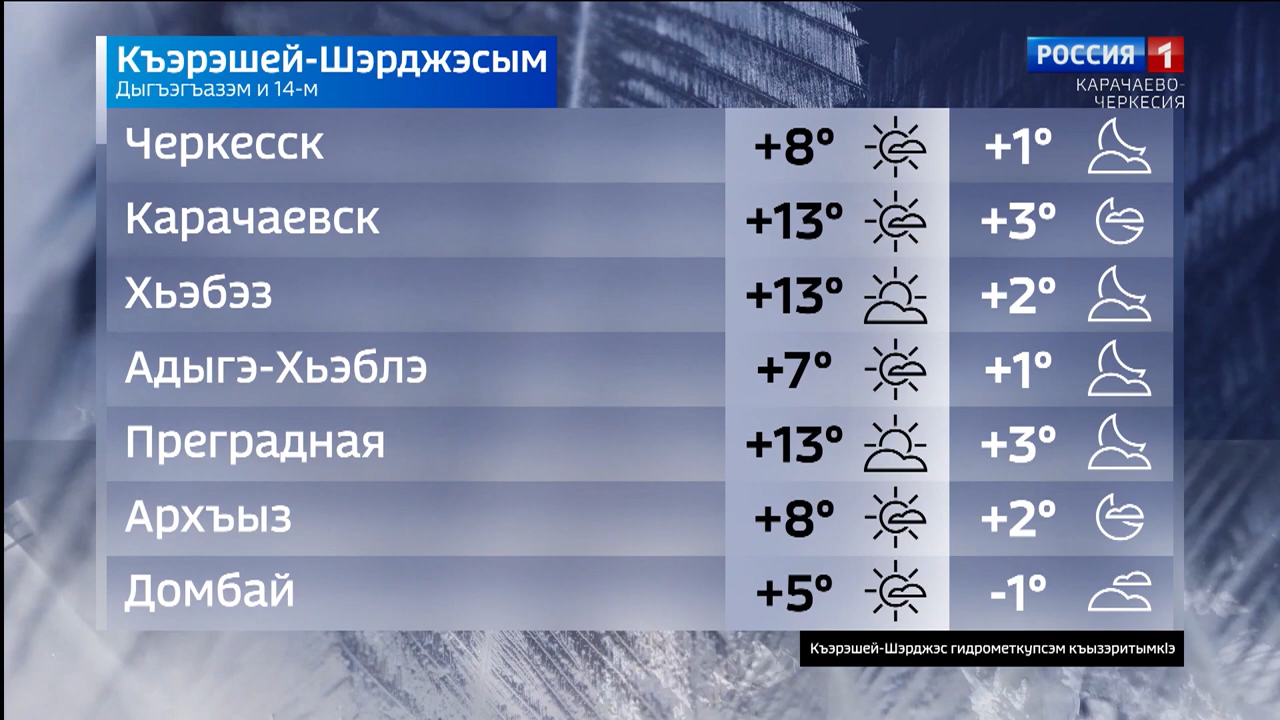 Къэрэшей-Шэрджэсым
Дыгъэгъазэм и 14-м
РОССИЯ 1
КАРАЧАЕВО-
ЧЕРКЕСИЯ
Черкесск +8° +1°
Карачаевск +13° +3°
Хьэбэз +13° +2°
Адыгэ-Хьэблэ +7° +1°
Преградная +13° +3°
Архъыз +8° +2°
Домбай +5° -1°
Къэрэшей-Шэрджэс гидрометкупсэм къызэритымкIэ